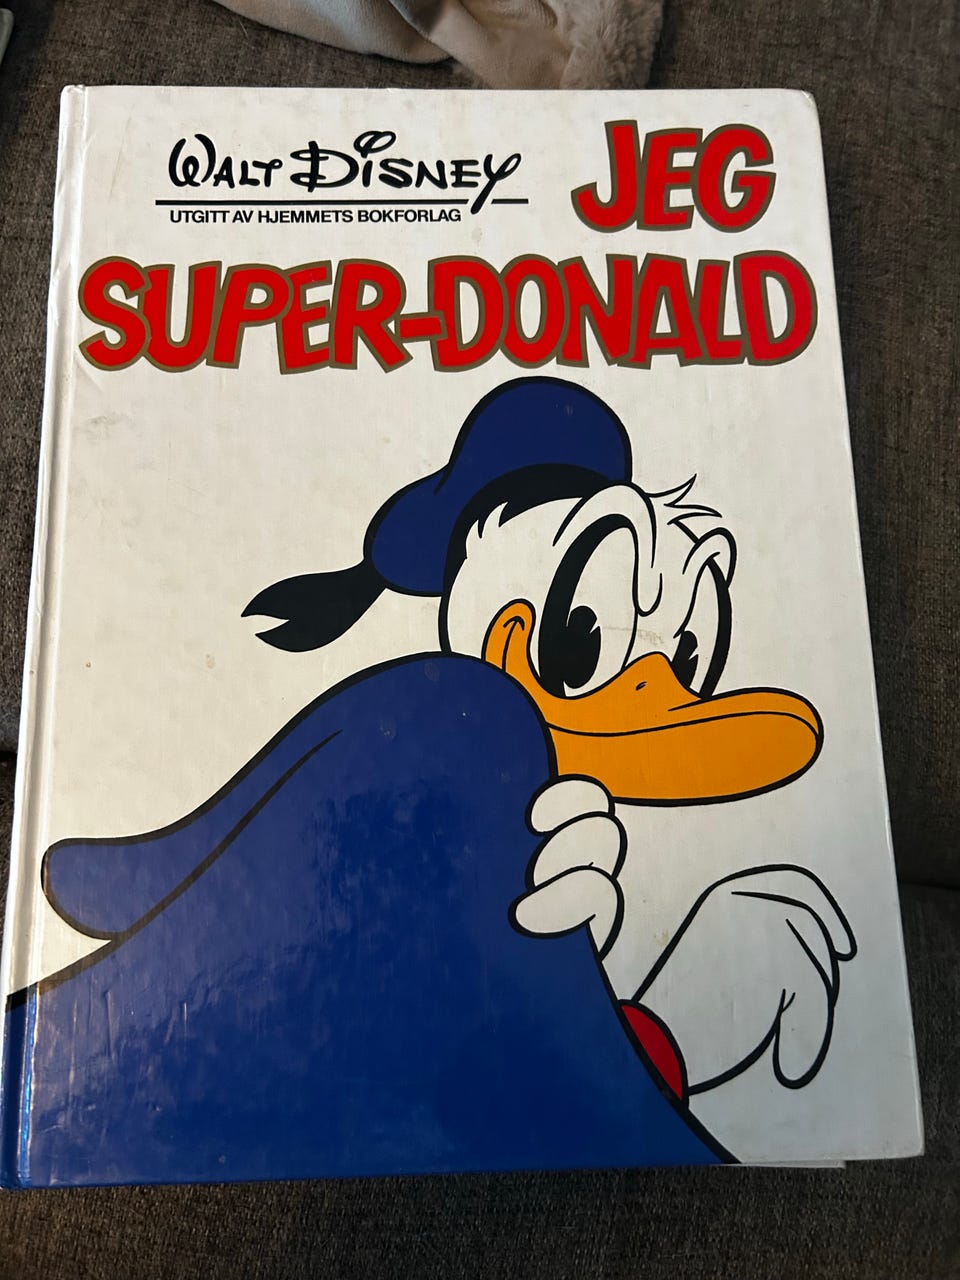 WALT DISNEY
UTGITT AV HJEMMETS BOKFORLAG
JEG
SUPER-DONALD